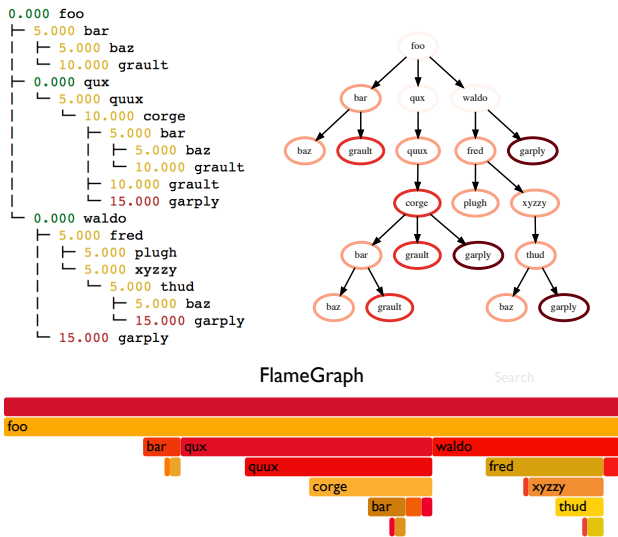 0.000 foo
├─ 5.000 bar
│  ├─ 5.000 baz
│  └─ 10.000 grault
├─ 0.000 qux
│  └─ 5.000 quux
│     └─ 10.000 corge
│        ├─ 5.000 bar
│        │  ├─ 5.000 baz
│        │  └─ 10.000 grault
│        ├─ 10.000 grault
│        └─ 15.000 garply
└─ 0.000 waldo
   ├─ 5.000 fred
   │  ├─ 5.000 plugh
   │  └─ 5.000 xyzzy
   │     └─ 5.000 thud
   │        ├─ 5.000 baz
   │        └─ 15.000 garply
   └─ 15.000 garply
foo
bar qux waldo
baz grault quux fred garply
corge plugh xyzzy
bar grault garply thud
baz grault baz garply
FlameGraph Search
foo
bar qux waldo
quux fred
corge xyzzy
bar thud